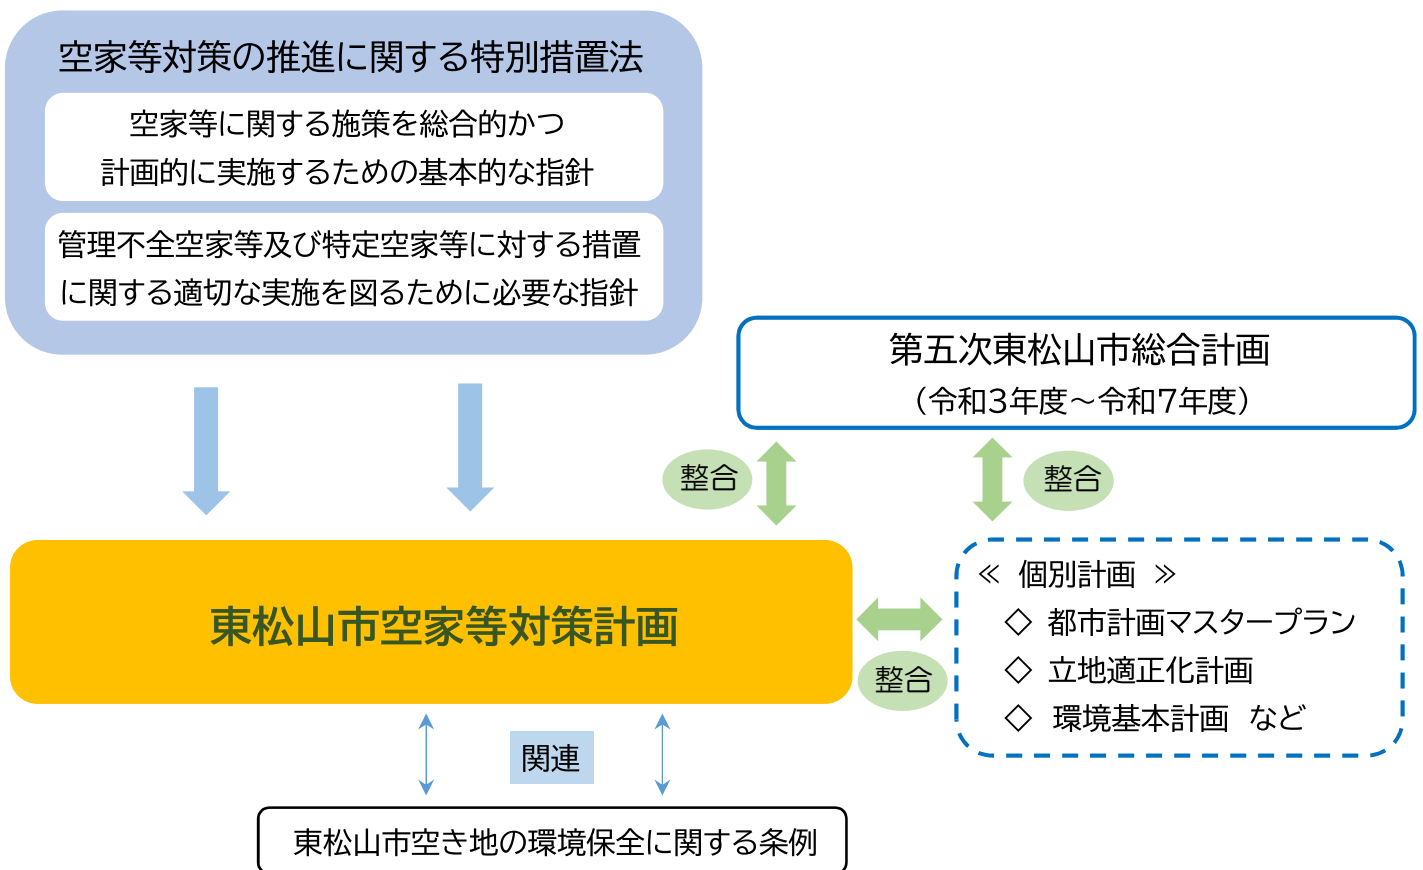 空家等対策の推進に関する特別措置法
空家等に関する施策を総合的かつ
計画的に実施するための基本的な指針
管理不全空家等及び特定空家等に対する措置
に関する適切な実施を図るために必要な指針
第五次東松山市総合計画
（令和3年度～令和7年度）
整合
整合
東松山市空家等対策計画
整合
≪ 個別計画 ≫
◇ 都市計画マスタープラン
◇ 立地適正化計画
◇ 環境基本計画 など
関連
東松山市空き地の環境保全に関する条例